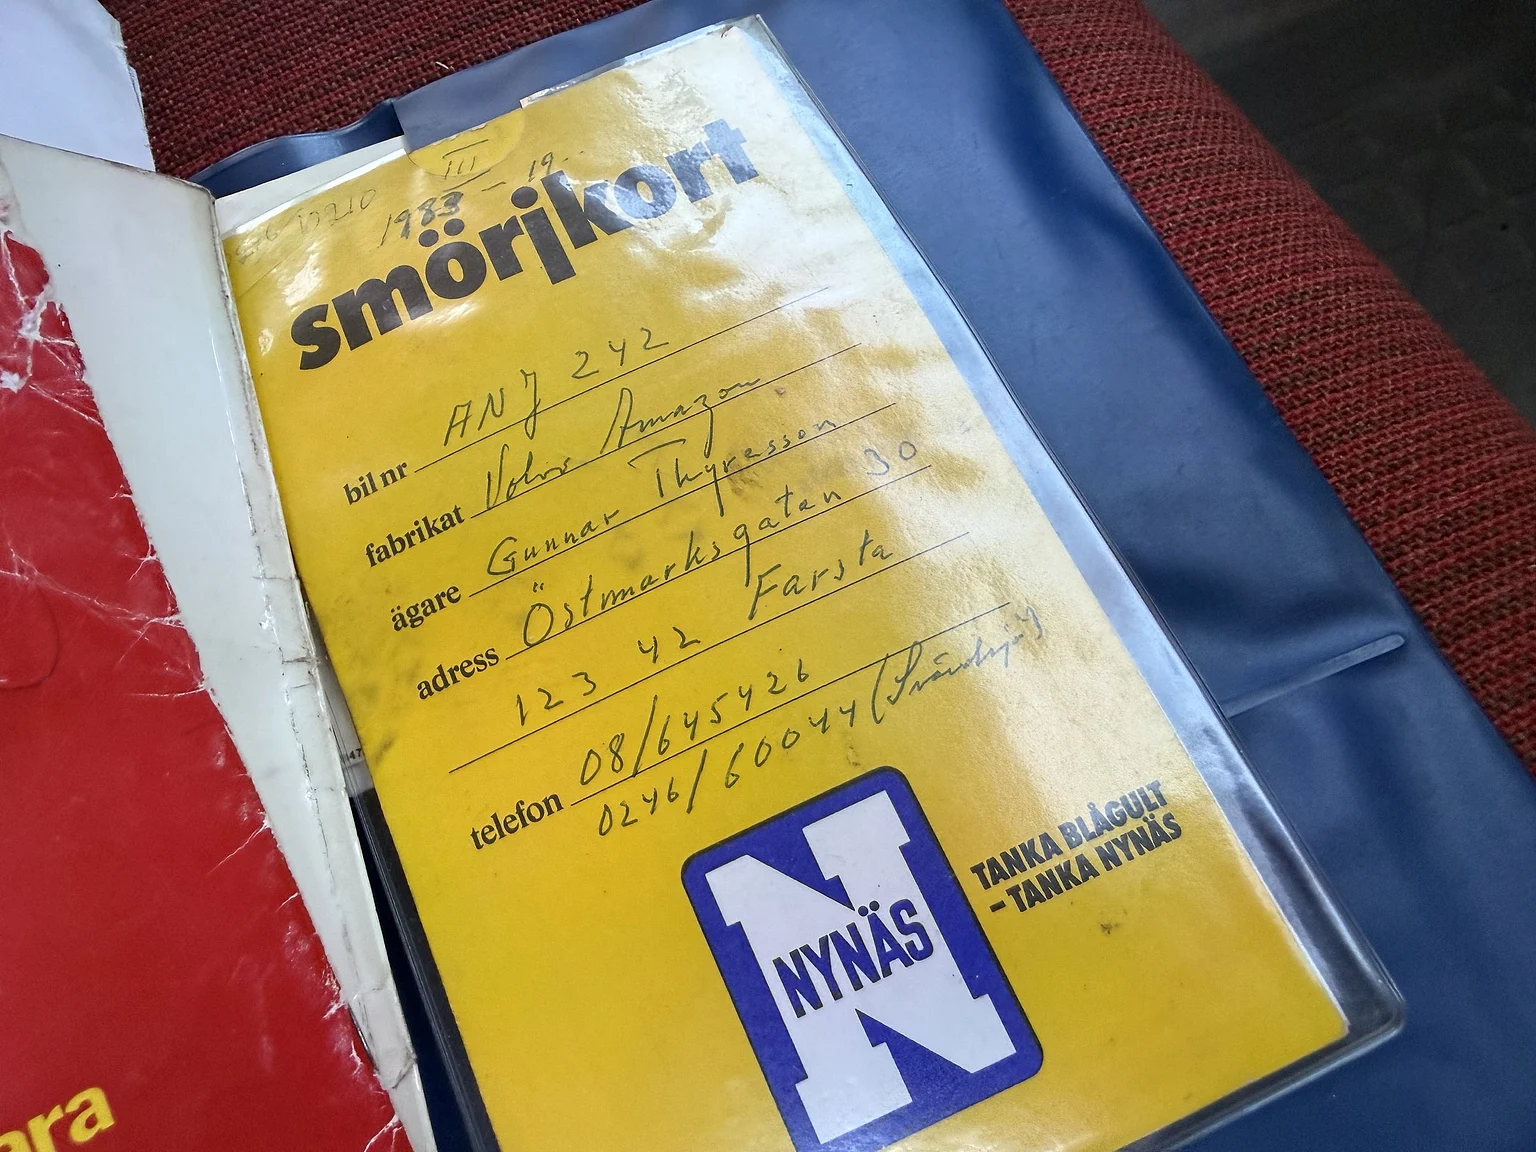 III
1983 - 19..
smörjkort
bil nr ANJ 242
fabrikat Volvo Amazon
ägare Gunnar Thyresson
adress Östmarksgatan 30
123 42 Farsta
telefon 08/645426
0246/60044
NYNÄS
TANKA BLÅGULT
– TANKA NYNÄS
ara